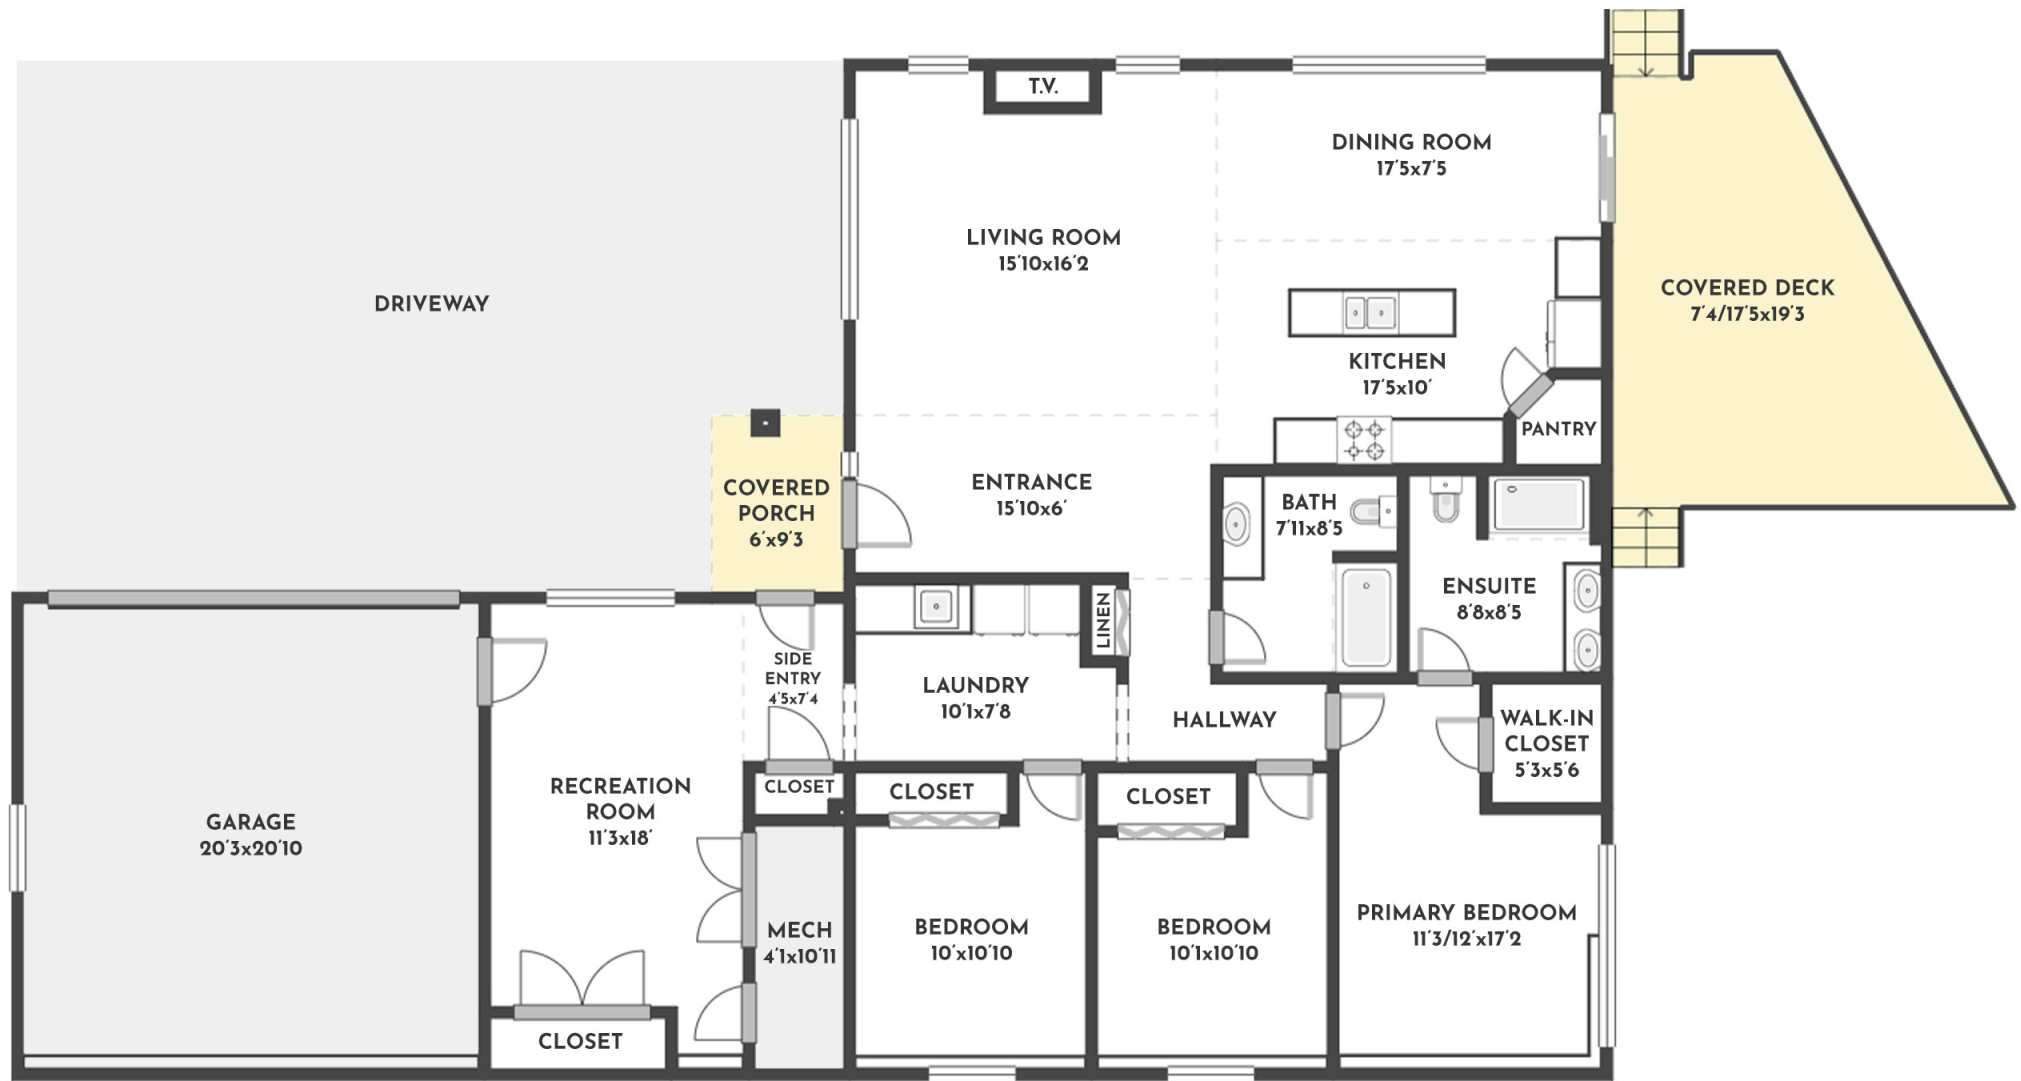 T.V.
DINING ROOM
17'5x7'5
LIVING ROOM
15'10x16'2
DRIVEWAY
COVERED DECK
7'4/17'5x19'3
KITCHEN
17'5x10'
PANTRY
COVERED
PORCH
6'x9'3
ENTRANCE
15'10x6'
BATH
7'11x8'5
ENSUITE
8'8x8'5
LINEN
SIDE
ENTRY
4'5x7'4
LAUNDRY
10'1x7'8
HALLWAY
WALK-IN
CLOSET
5'3x5'6
RECREATION
ROOM
11'3x18'
CLOSET
CLOSET
CLOSET
GARAGE
20'3x20'10
MECH
4'1x10'11
BEDROOM
10'x10'10
BEDROOM
10'1x10'10
PRIMARY BEDROOM
11'3/12'x17'2
CLOSET